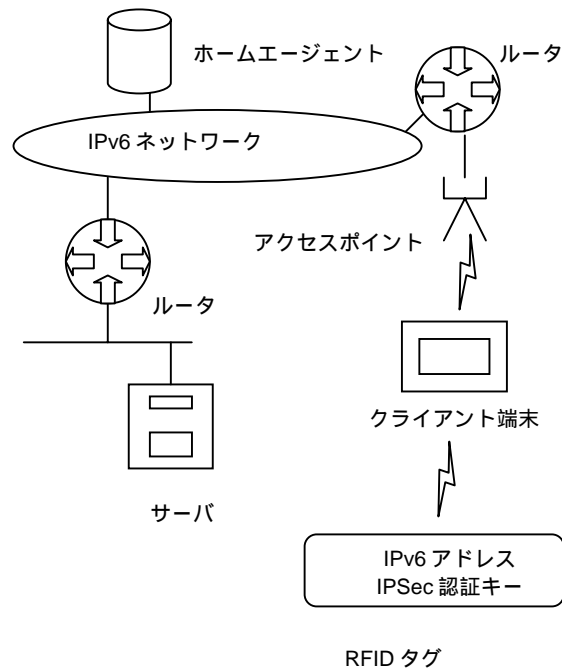 ホームエージェント
ルータ
IPv6 ネットワーク
アクセスポイント
ルータ
クライアント端末
サーバ
IPv6 アドレス
IPSec 認証キー
RFID タグ